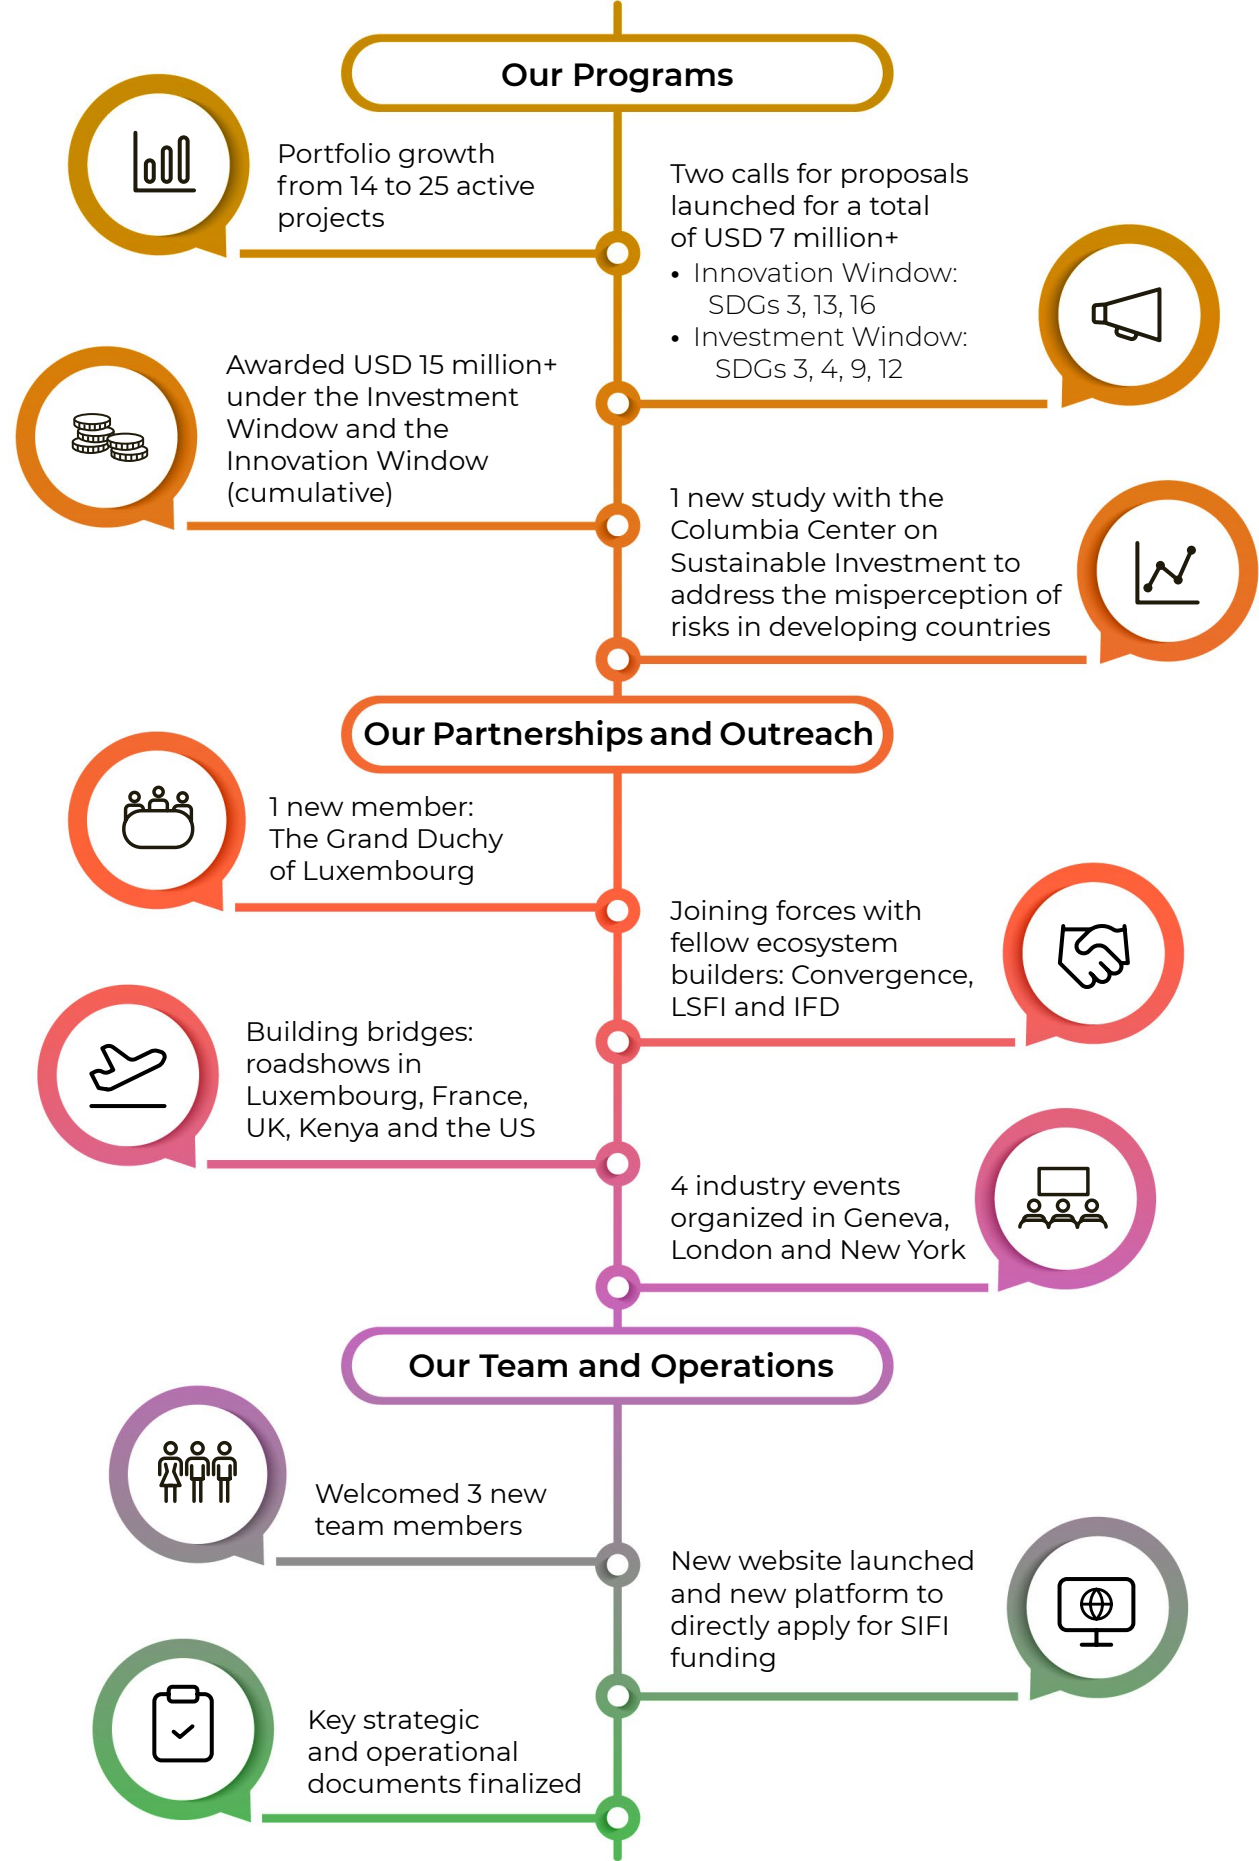 Our Programs
Portfolio growth
from 14 to 25 active
projects
Two calls for proposals
launched for a total
of USD 7 million+
• Innovation Window:
SDGs 3, 13, 16
• Investment Window:
SDGs 3, 4, 9, 12
Awarded USD 15 million+
under the Investment
Window and the
Innovation Window
(cumulative)
1 new study with the
Columbia Center on
Sustainable Investment to
address the misperception of
risks in developing countries
Our Partnerships and Outreach
1 new member:
The Grand Duchy
of Luxembourg
Joining forces with
fellow ecosystem
builders: Convergence,
LSFI and IFD
Building bridges:
roadshows in
Luxembourg, France,
UK, Kenya and the US
4 industry events
organized in Geneva,
London and New York
Our Team and Operations
Welcomed 3 new
team members
New website launched
and new platform to
directly apply for SIFI
funding
Key strategic
and operational
documents finalized